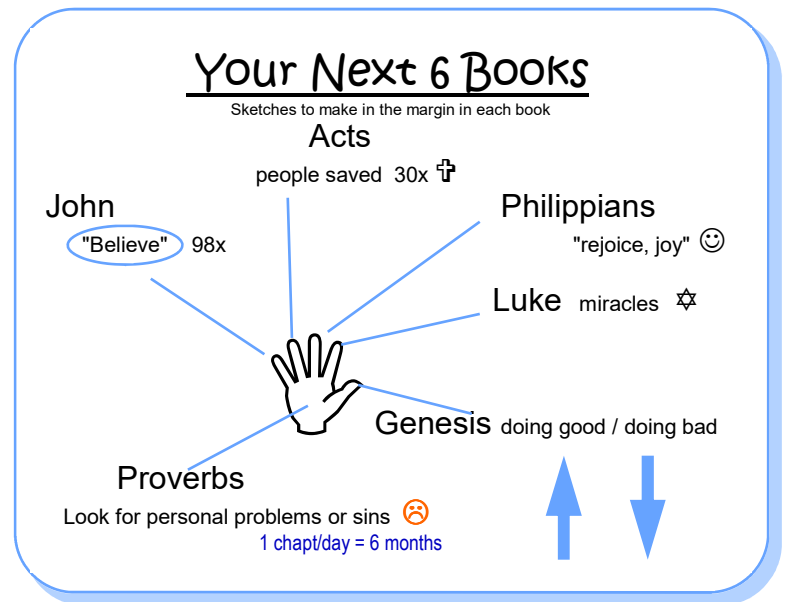 Your Next 6 Books
Sketches to make in the margin in each book
Acts
people saved 30x ✞
John
"Believe" 98x
Philippians
"rejoice, joy" ☺
Luke miracles ✡
Genesis doing good / doing bad
Proverbs
Look for personal problems or sins ☹
1 chapt/day = 6 months